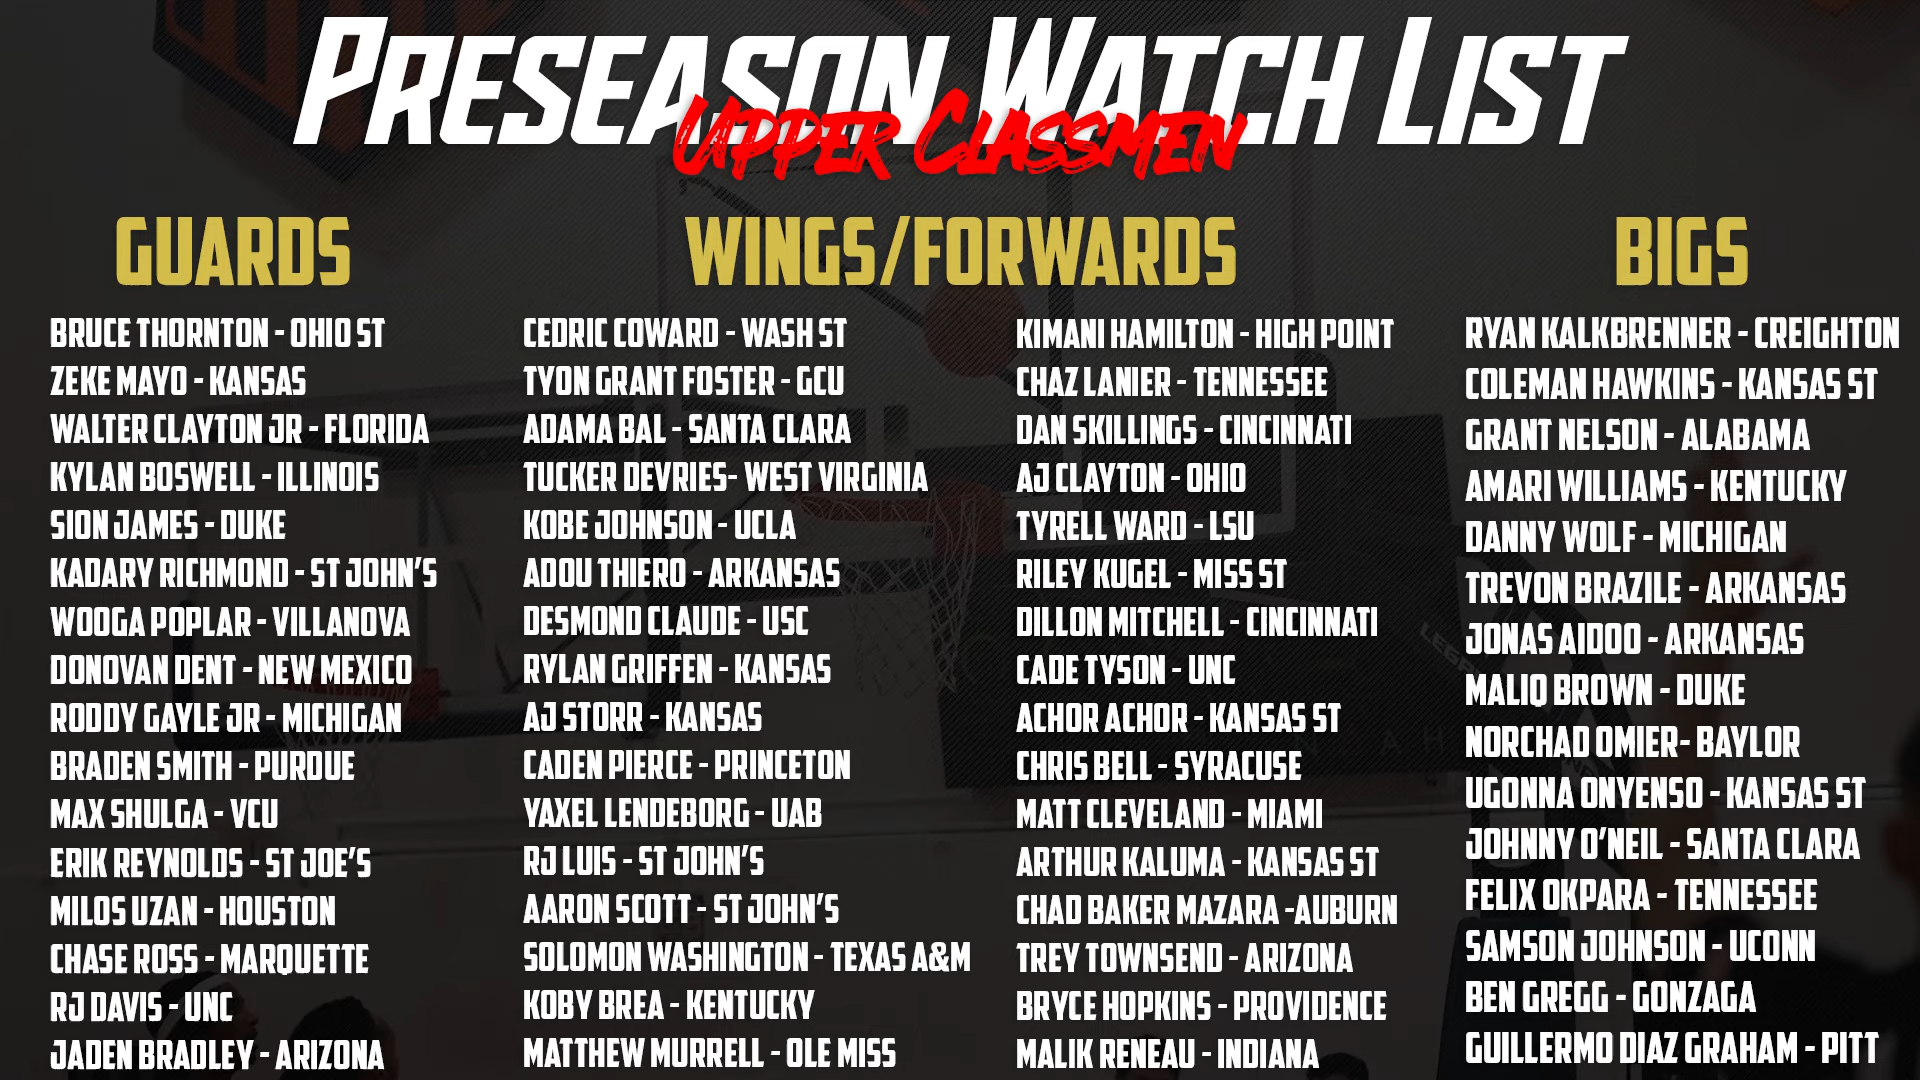 PRESEASON WATCH LIST
UPPER CLASSMEN
GUARDS
BRUCE THORNTON - OHIO ST
ZEKE MAYO - KANSAS
WALTER CLAYTON JR - FLORIDA
KYLAN BOSWELL - ILLINOIS
SION JAMES - DUKE
KADARY RICHMOND - ST JOHN'S
WOOGA POPLAR - VILLANOVA
DONOVAN DENT - NEW MEXICO
RODDY GAYLE JR - MICHIGAN
BRADEN SMITH - PURDUE
MAX SHULGA - VCU
ERIK REYNOLDS - ST JOE'S
MILOS UZAN - HOUSTON
CHASE ROSS - MARQUETTE
RJ DAVIS - UNC
JADEN BRADLEY - ARIZONA
WINGS/FORWARDS
CEDRIC COWARD - WASH ST
TYON GRANT FOSTER - GCU
ADAMA BAL - SANTA CLARA
TUCKER DEVRIES- WEST VIRGINIA
KOBE JOHNSON - UCLA
ADOU THIERO - ARKANSAS
DESMOND CLAUDE - USC
RYLAN GRIFFEN - KANSAS
AJ STORR - KANSAS
CADEN PIERCE - PRINCETON
YAXEL LENDEBORG - UAB
RJ LUIS - ST JOHN'S
AARON SCOTT - ST JOHN'S
SOLOMON WASHINGTON - TEXAS A&M
KOBY BREA - KENTUCKY
MATTHEW MURRELL - OLE MISS
KIMANI HAMILTON - HIGH POINT
CHAZ LANIER - TENNESSEE
DAN SKILLINGS - CINCINNATI
AJ CLAYTON - OHIO
TYRELL WARD - LSU
RILEY KUGEL - MISS ST
DILLON MITCHELL - CINCINNATI
CADE TYSON - UNC
ACHOR ACHOR - KANSAS ST
CHRIS BELL - SYRACUSE
MATT CLEVELAND - MIAMI
ARTHUR KALUMA - KANSAS ST
CHAD BAKER MAZARA -AUBURN
TREY TOWNSEND - ARIZONA
BRYCE HOPKINS - PROVIDENCE
MALIK RENEAU - INDIANA
BIGS
RYAN KALKBRENNER - CREIGHTON
COLEMAN HAWKINS - KANSAS ST
GRANT NELSON - ALABAMA
AMARI WILLIAMS - KENTUCKY
DANNY WOLF - MICHIGAN
TREVON BRAZILE - ARKANSAS
JONAS AIDOO - ARKANSAS
MALIQ BROWN - DUKE
NORCHAD OMIER- BAYLOR
UGONNA ONYENSO - KANSAS ST
JOHNNY O'NEIL - SANTA CLARA
FELIX OKPARA - TENNESSEE
SAMSON JOHNSON - UCONN
BEN GREGG - GONZAGA
GUILLERMO DIAZ GRAHAM - PITT